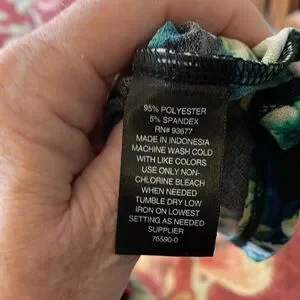 95% POLYESTER
5% SPANDEX
RN# 93677
MADE IN INDONESIA
MACHINE WASH COLD
WITH LIKE COLORS
USE ONLY NON-
CHLORINE BLEACH
WHEN NEEDED
TUMBLE DRY LOW
IRON ON LOWEST
SETTING AS NEEDED
SUPPLIER
75590-0